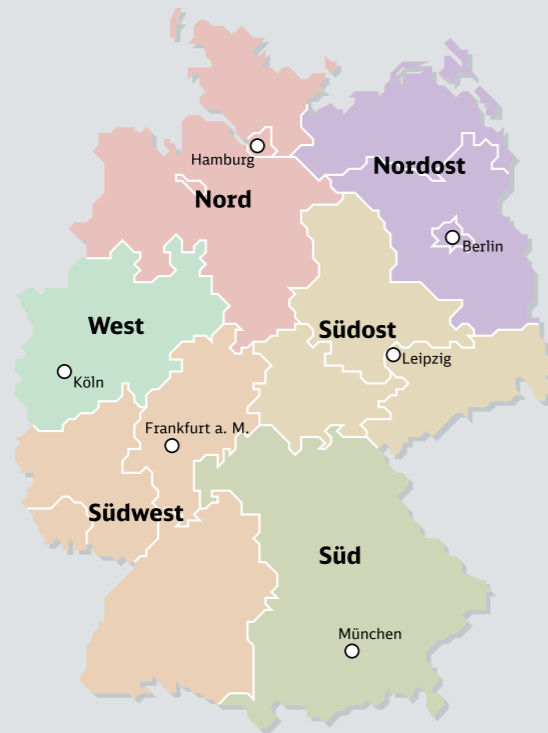 Hamburg
Nordost
Nord
Berlin
West
Südost
Leipzig
Köln
Frankfurt a. M.
Südwest
Süd
München